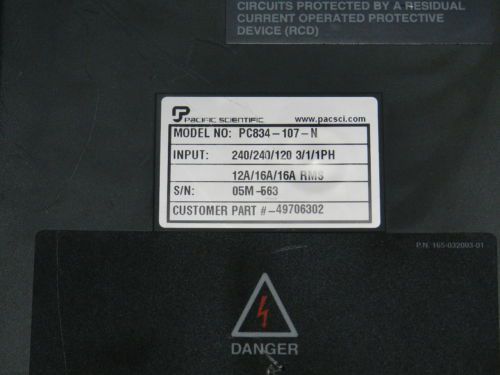 CIRCUITS PROTECTED BY A RESIDUAL
CURRENT OPERATED PROTECTIVE
DEVICE (RCD)
PACIFIC SCIENTIFIC www.pacsci.com
MODEL NO: PC834-107-N
INPUT: 240/240/120 3/1/1PH
12A/16A/16A RMS
S/N: 05M-563
CUSTOMER PART #-49706302
P.N. 165-032003-01
DANGER